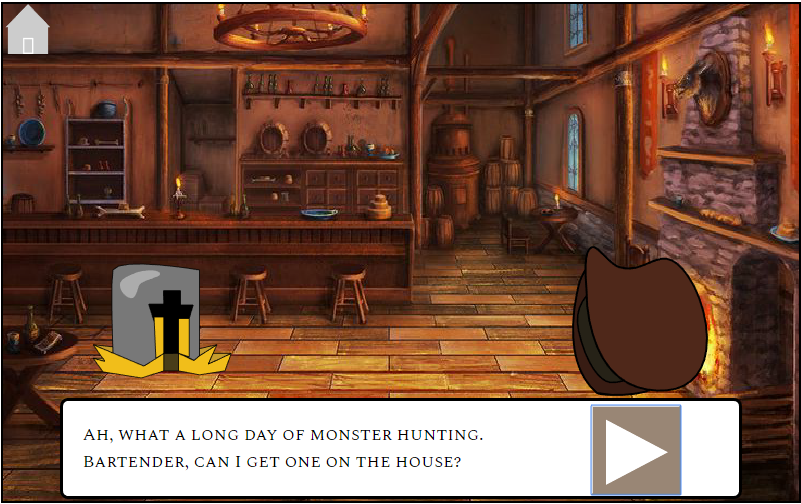 Ah, what a long day of monster hunting.
Bartender, can I get one on the house?